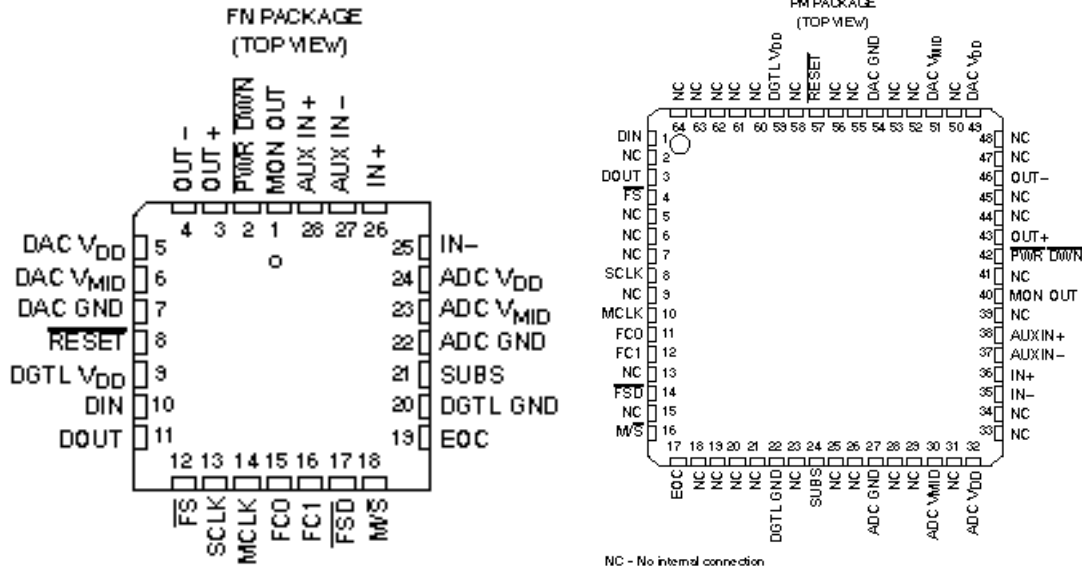 FN PACKAGE
(TOP VIEW)
OUT –
OUT +
PWR DWN
MON OUT
AUX IN +
AUX IN –
IN +
4 3 2 1 28 27 26
DAC VDD 5
DAC VMID 6
DAC GND 7
RESET 8
DGTL VDD 9
DIN 10
DOUT 11
25 IN–
24 ADC VDD
23 ADC VMID
22 ADC GND
21 SUBS
20 DGTL GND
19 EOC
12 13 14 15 16 17 18
FS
SCLK
MCLK
FC0
FC1
FSD
M/S
PM PACKAGE
(TOP VIEW)
NC
NC
NC
NC
NC
DGTL VDD
NC
RESET
NC
NC
DAC GND
NC
NC
DAC VMID
NC
DAC VDD
64 63 62 61 60 59 58 57 56 55 54 53 52 51 50 49
DIN 1
NC 2
DOUT 3
FS 4
NC 5
NC 6
NC 7
SCLK 8
NC 9
MCLK 10
FC0 11
FC1 12
NC 13
FSD 14
NC 15
M/S 16
48 NC
47 NC
46 OUT–
45 NC
44 NC
43 OUT+
42 PWR DWN
41 NC
40 MON OUT
39 NC
38 AUXIN+
37 AUXIN–
36 IN+
35 IN–
34 NC
33 NC
17 18 19 20 21 22 23 24 25 26 27 28 29 30 31 32
EOC
NC
NC
NC
NC
DGTL GND
NC
SUBS
NC
NC
ADC GND
NC
NC
ADC VMID
NC
ADC VDD
NC – No internal connection